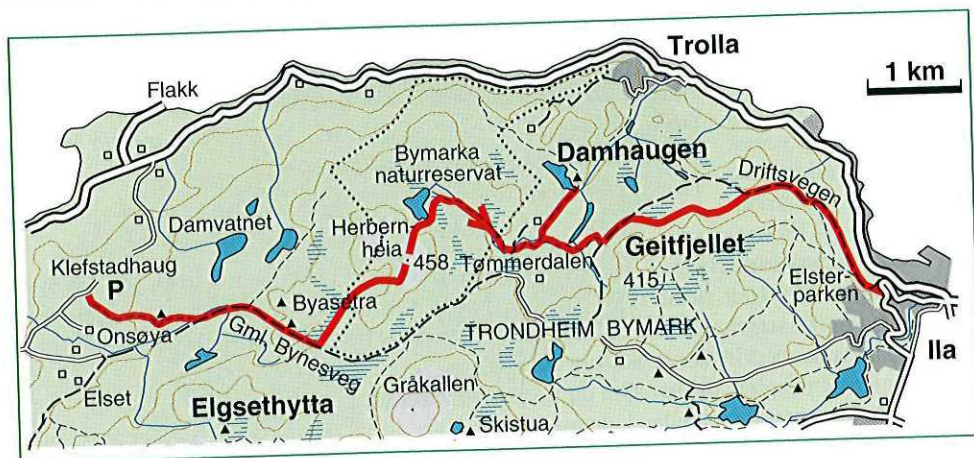 Trolla
1 km
Flakk
Bymarka
naturreservat
Damhaugen
Driftsvegen
Damvatnet
Herbern-
heia
458
Tømmerdalen
Geitfjellet
415
Klefstadhaug
P
Byasetra
Elster-
parken
Onsøya
Gml. Bynesveg
TRONDHEIM BYMARK
Ila
Elset
Gråkallen
Elgsethytta
Skistua